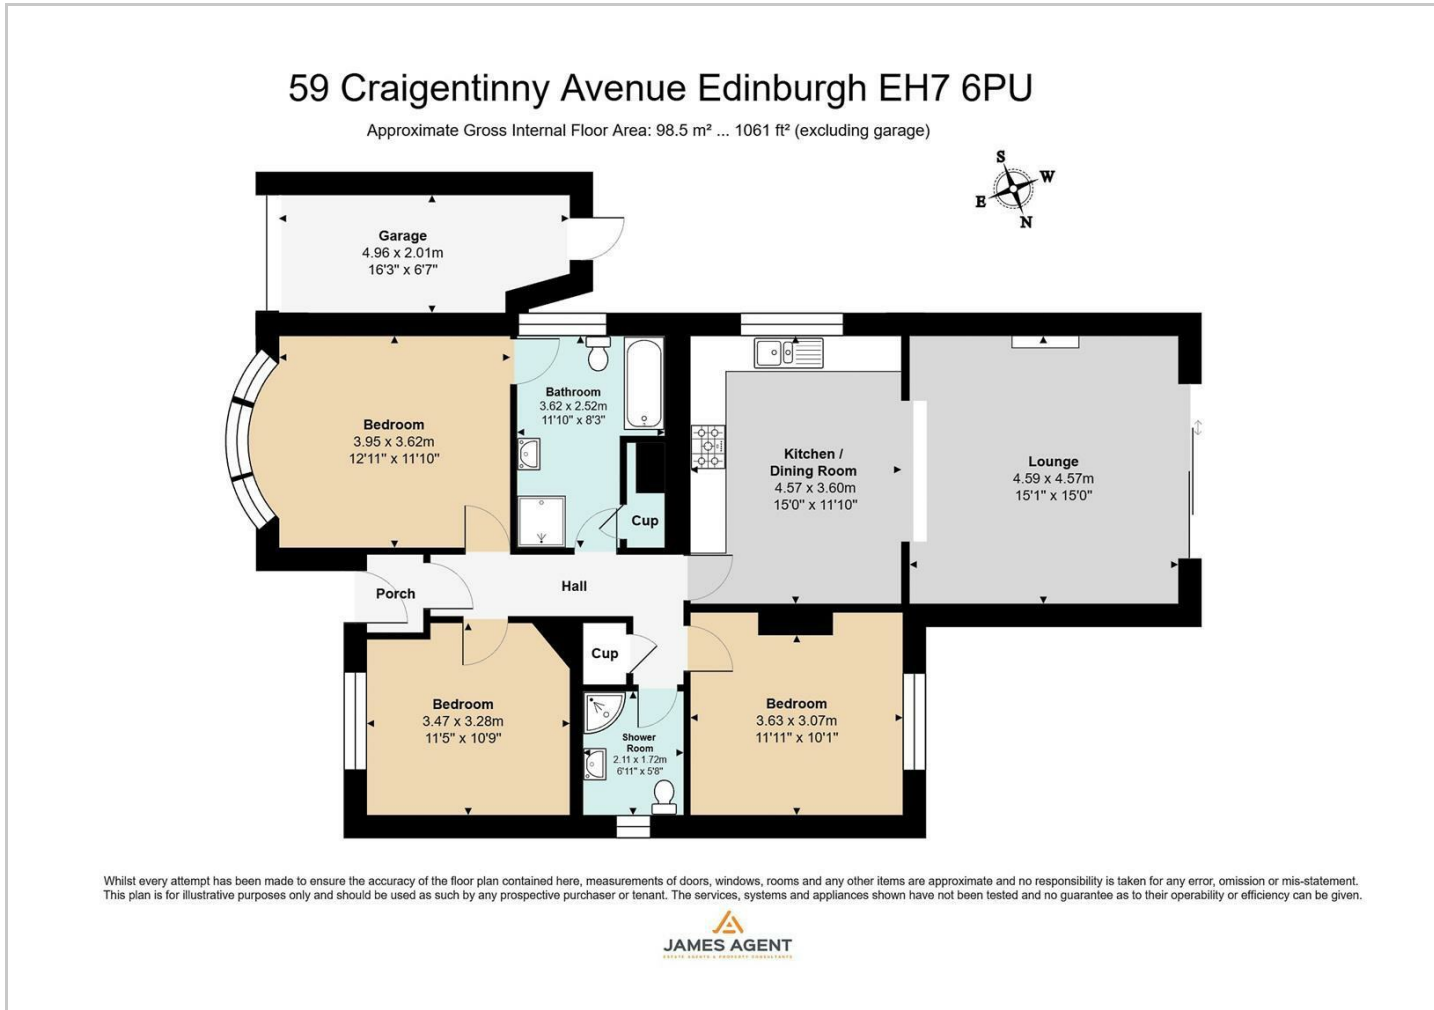 59 Craigentinny Avenue Edinburgh EH7 6PU
Approximate Gross Internal Floor Area: 98.5 m² ... 1061 ft² (excluding garage)
S
W
E
N
Garage
4.96 x 2.01m
16'3" x 6'7"
Bathroom
3.62 x 2.52m
11'10" x 8'3"
Bedroom
3.95 x 3.62m
12'11" x 11'10"
Kitchen /
Dining Room
4.57 x 3.60m
15'0" x 11'10"
Lounge
4.59 x 4.57m
15'1" x 15'0"
Cup
Porch
Hall
Cup
Bedroom
3.47 x 3.28m
11'5" x 10'9"
Shower
Room
2.11 x 1.72m
6'11" x 5'8"
Bedroom
3.63 x 3.07m
11'11" x 10'1"
Whilst every attempt has been made to ensure the accuracy of the floor plan contained here, measurements of doors, windows, rooms and any other items are approximate and no responsibility is taken for any error, omission or mis-statement.
This plan is for illustrative purposes only and should be used as such by any prospective purchaser or tenant. The services, systems and appliances shown have not been tested and no guarantee as to their operability or efficiency can be given.
JAMES AGENT
ESTATE AGENTS & PROPERTY CONSULTANTS